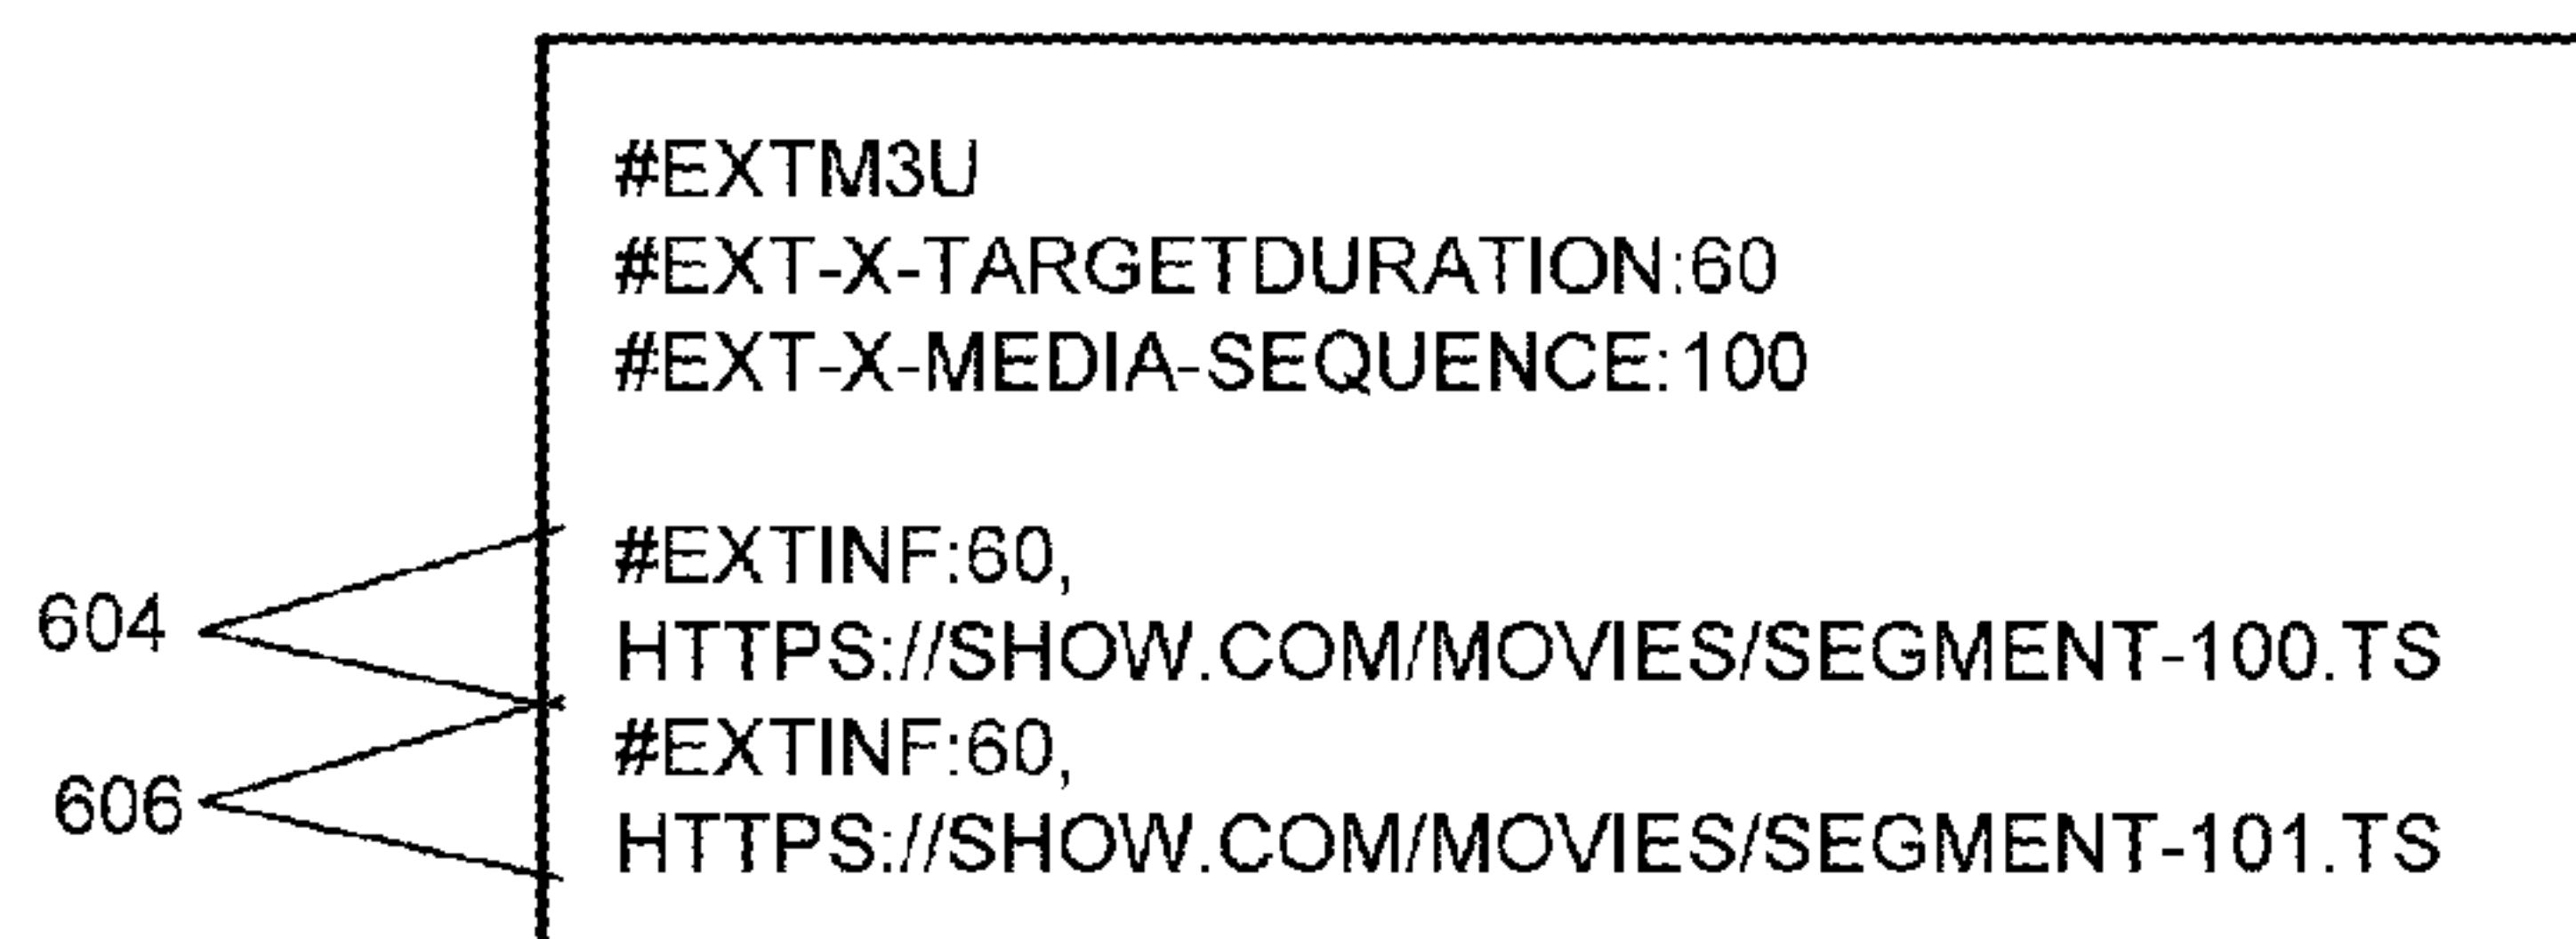 #EXTM3U
#EXT-X-TARGETDURATION:60
#EXT-X-MEDIA-SEQUENCE:100
#EXTINF:60,
604
HTTPS://SHOW.COM/MOVIES/SEGMENT-100.TS
#EXTINF:60,
606
HTTPS://SHOW.COM/MOVIES/SEGMENT-101.TS